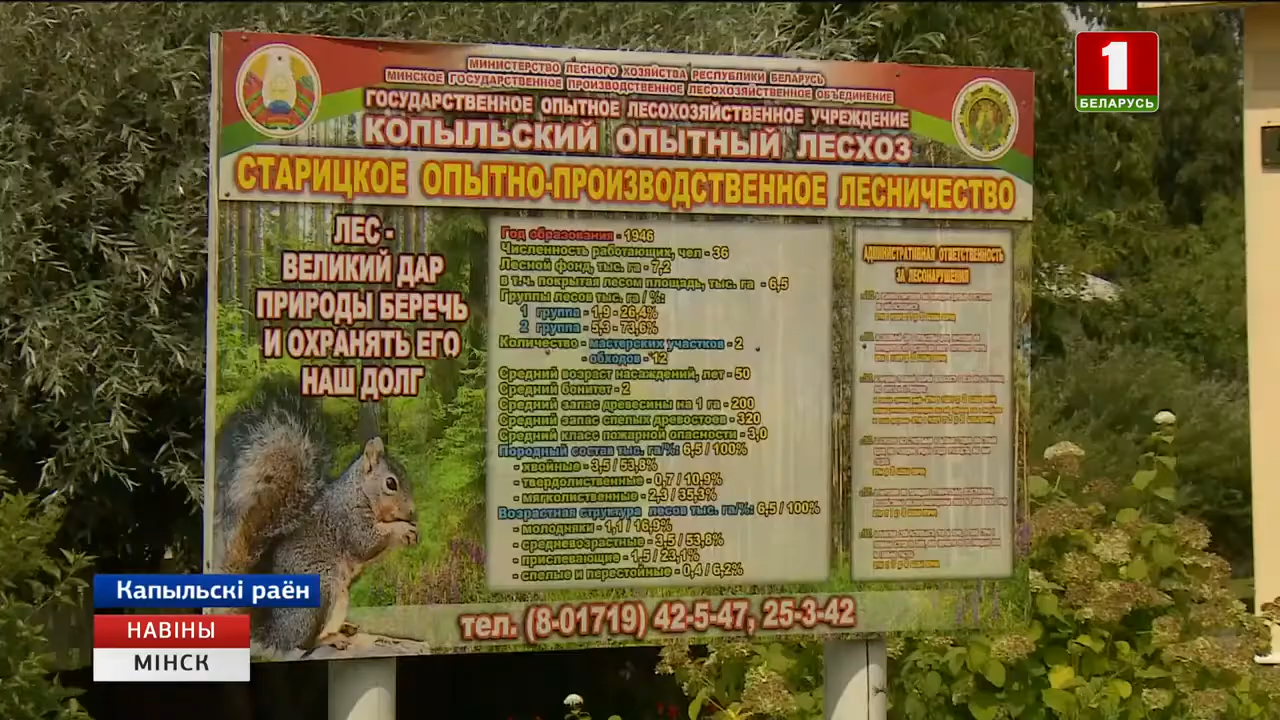 1
БЕЛАРУСЬ
МИНИСТЕРСТВО ЛЕСНОГО ХОЗЯЙСТВА РЕСПУБЛИКИ БЕЛАРУСЬ
МИНСКОЕ ГОСУДАРСТВЕННОЕ ПРОИЗВОДСТВЕННОЕ ЛЕСОХОЗЯЙСТВЕННОЕ ОБЪЕДИНЕНИЕ
ГОСУДАРСТВЕННОЕ ОПЫТНОЕ ЛЕСОХОЗЯЙСТВЕННОЕ УЧРЕЖДЕНИЕ
КОПЫЛЬСКИЙ ОПЫТНЫЙ ЛЕСХОЗ
СТАРИЦКОЕ ОПЫТНО-ПРОИЗВОДСТВЕННОЕ ЛЕСНИЧЕСТВО
ЛЕС -
ВЕЛИКИЙ ДАР
ПРИРОДЫ БЕРЕЧЬ
И ОХРАНЯТЬ ЕГО
НАШ ДОЛГ
Год образования - 1946
Численность работающих, чел - 36
Лесной фонд, тыс. га - 7,2
в т.ч. покрытая лесом площадь, тыс. га - 6,5
Группы лесов тыс. га / %:
1 группа - 1,9 - 26,4%
2 группа - 5,3 - 73,6%
Количество - мастерских участков - 2
- обходов - 12
Средний возраст насаждений, лет - 50
Средний бонитет - 2
Средний запас древесины на 1 га - 200
Средний запас спелых древостоев - 320
Средний класс пожарной опасности - 3,0
Породный состав тыс. га/%: 6,5 / 100%
- хвойные - 3,5 / 53,8%
- твердолиственные - 0,7 / 10,9%
- мягколиственные - 2,3 / 35,3%
Возрастная структура лесов тыс. га/%: 6,5 / 100%
- молодняки - 1,1 / 16,9%
- средневозрастные - 3,5 / 53,8%
- приспевающие - 1,5 / 23,1%
- спелые и перестойные - 0,4 / 6,2%
АДМИНИСТРАТИВНАЯ ОТВЕТСТВЕННОСТЬ
ЗА ЛЕСОНАРУШЕНИЯ
тел. (8-01719) 42-5-47, 25-3-42
Капыльскі раён
НАВІНЫ
МІНСК